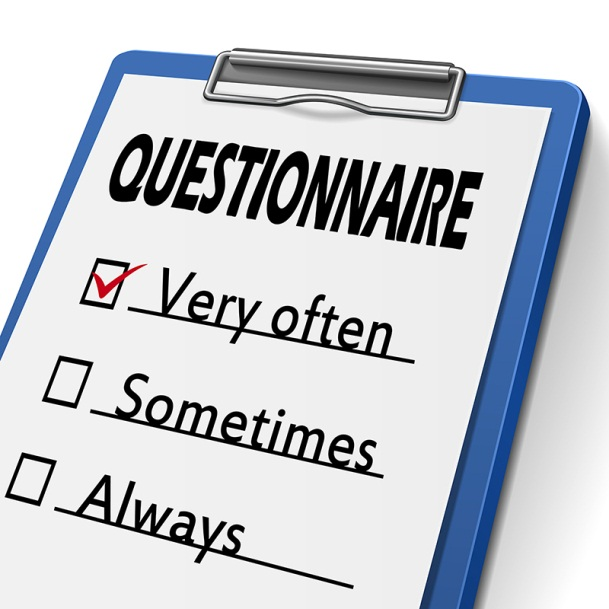 QUESTIONNAIRE
Very often
Sometimes
Always